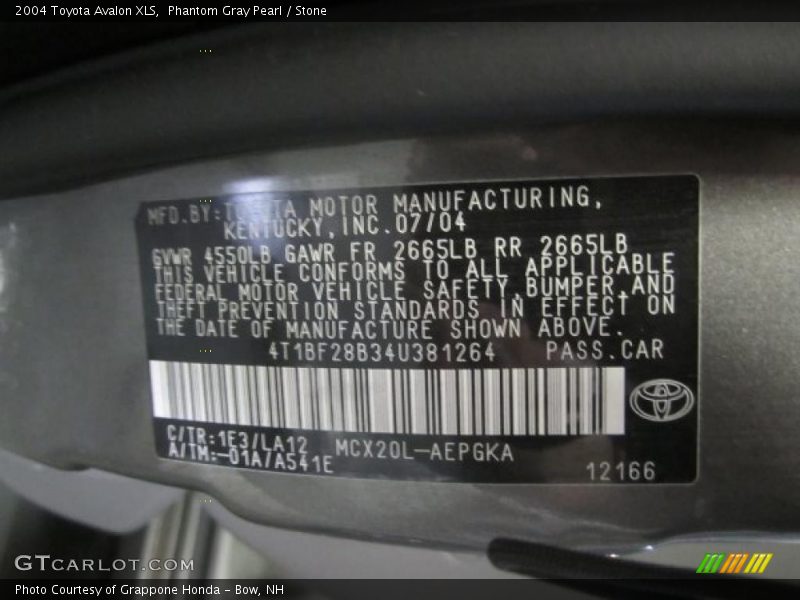 2004 Toyota Avalon XLS,  Phantom Gray Pearl / Stone
MFD.BY:TOYOTA MOTOR MANUFACTURING,
KENTUCKY,INC.07/04
GVWR 4550LB GAWR FR 2665LB RR 2665LB
THIS VEHICLE CONFORMS TO ALL APPLICABLE
FEDERAL MOTOR VEHICLE SAFETY,BUMPER,AND
THEFT PREVENTION STANDARDS IN EFFECT ON
THE DATE OF MANUFACTURE SHOWN ABOVE.
4T1BF28B34U381264 PASS.CAR
C/TR:1E3/LA12 MCX20L-AEPGKA
A/TM:-01A/A541E
12166
GTCARLOT.COM
Photo Courtesy of Grappone Honda - Bow, NH